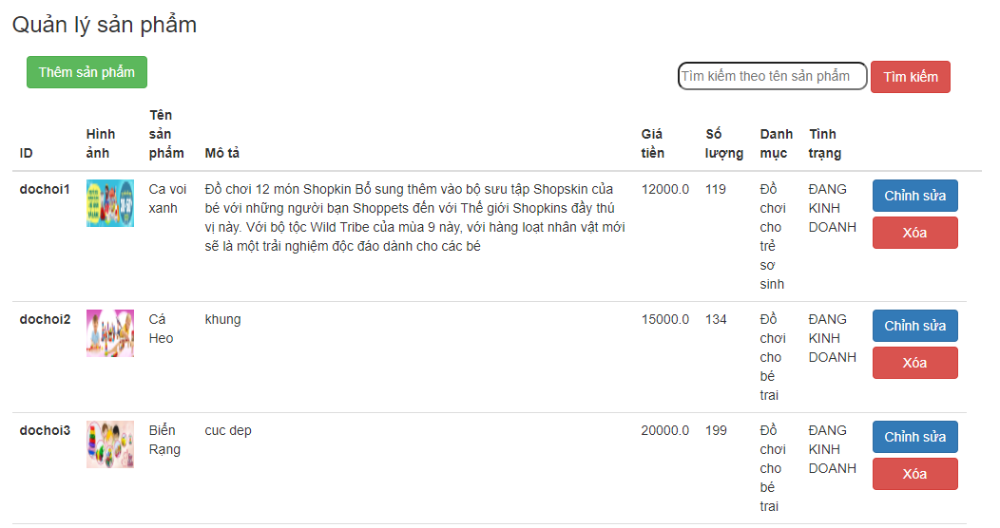 Quản lý sản phẩm
Thêm sản phẩm
Tìm kiếm theo tên sản phẩm
Tìm kiếm
ID
Hình
ảnh
Tên
sản
phẩm
Mô tả
Giá
tiền
Số
lượng
Danh
mục
Tình
trạng
dochoi1
Ca voi
xanh
Đồ chơi 12 món Shopkin Bổ sung thêm vào bộ sưu tập Shopskin của
bé với những người bạn Shoppets đến với Thế giới Shopkins đầy thú
vị này. Với bộ tộc Wild Tribe của mùa 9 này, với hàng loạt nhân vật mới
sẽ là một trải nghiệm độc đáo dành cho các bé
12000.0
119
Đồ
chơi
cho
trẻ
sơ
sinh
ĐANG
KINH
DOANH
Chỉnh sửa
Xóa
dochoi2
Cá
Heo
khung
15000.0
134
Đồ
chơi
cho
bé
trai
ĐANG
KINH
DOANH
Chỉnh sửa
Xóa
dochoi3
Biển
Rạng
cuc dep
20000.0
199
Đồ
chơi
cho
bé
trai
ĐANG
KINH
DOANH
Chỉnh sửa
Xóa